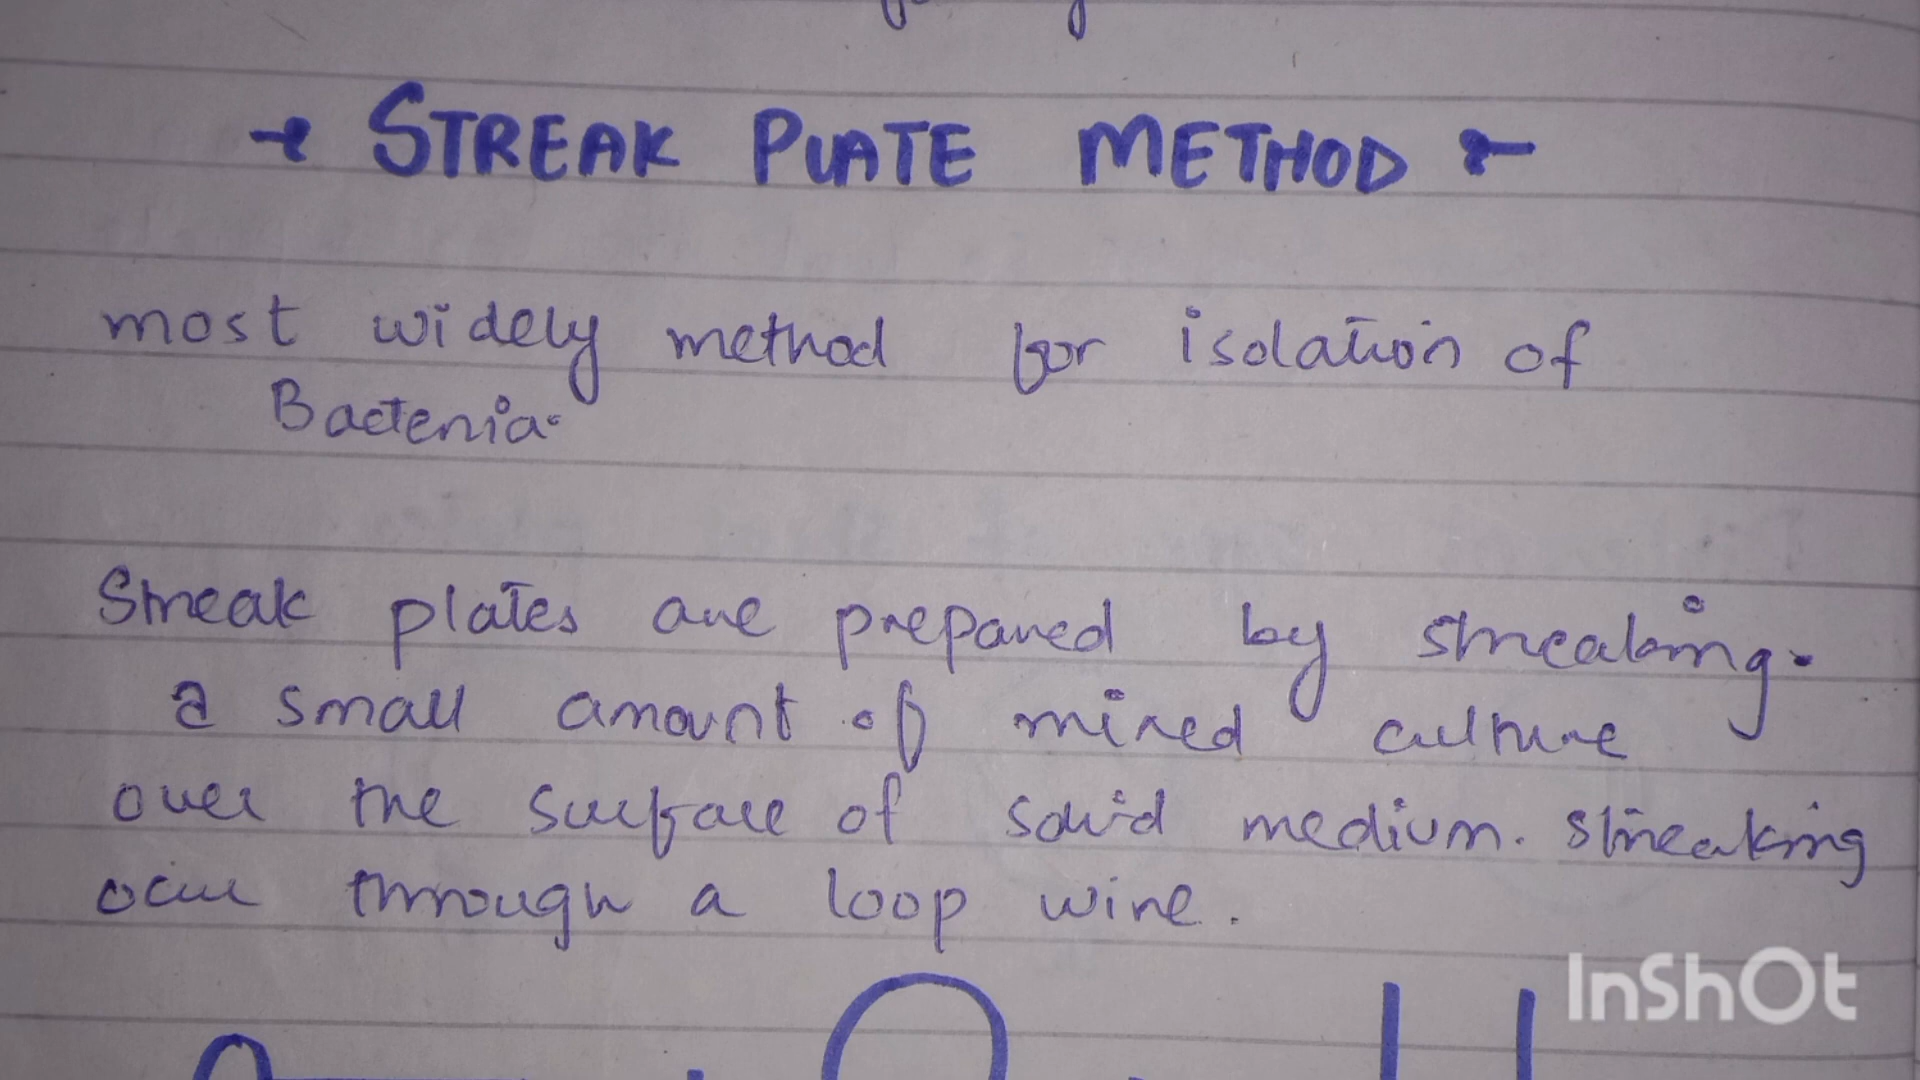 STREAK PLATE METHOD
most widely method for isolation of
Bacteria.
Streak plates are prepared by streaking.
a small amount of mixed culture
over the surface of solid medium. streaking
ocur through a loop wire.
InShOt